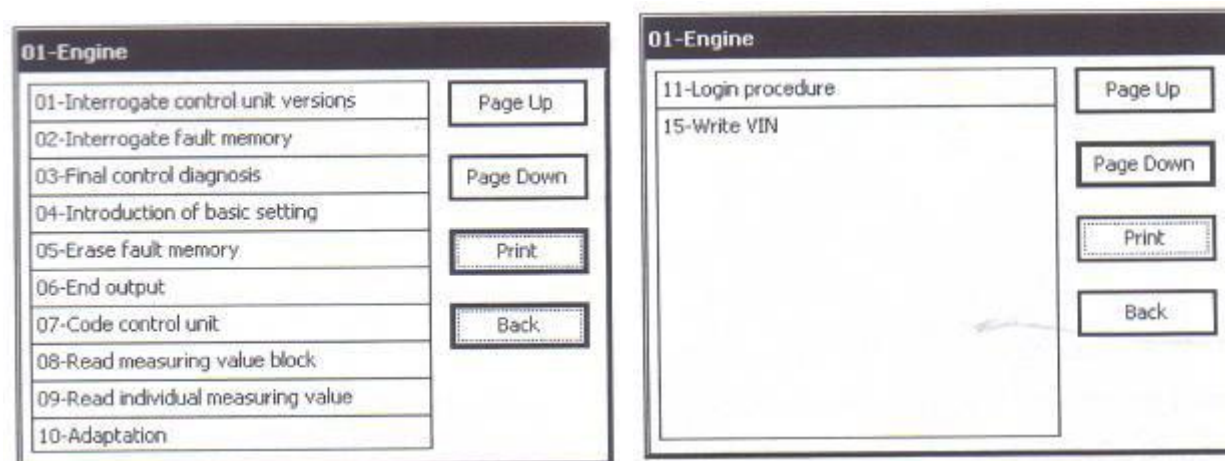 01-Engine
01-Interrogate control unit versions
02-Interrogate fault memory
03-Final control diagnosis
04-Introduction of basic setting
05-Erase fault memory
06-End output
07-Code control unit
08-Read measuring value block
09-Read individual measuring value
10-Adaptation
Page Up
Page Down
Print
Back
01-Engine
11-Login procedure
15-Write VIN
Page Up
Page Down
Print
Back